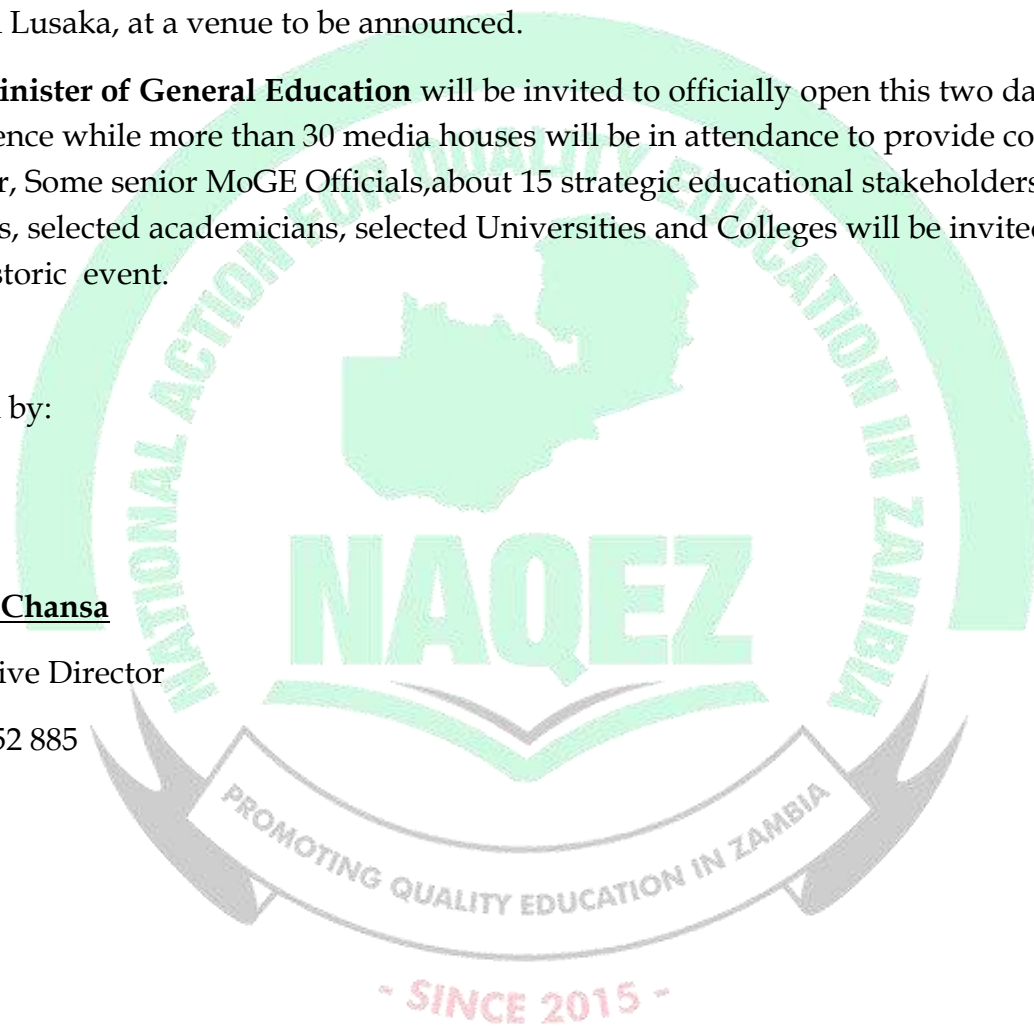 Lusaka, at a venue to be announced.
inister of General Education will be invited to officially open this two da
ence while more than 30 media houses will be in attendance to provide co
r, Some senior MoGE Officials,about 15 strategic educational stakeholders
s, selected academicians, selected Universities and Colleges will be invited
storic event.
by:
Chansa
ive Director
52 885
NATIONAL ACTION FOR QUALITY EDUCATION IN ZAMBIA
NAQEZ
PROMOTING QUALITY EDUCATION IN ZAMBIA
- SINCE 2015 -